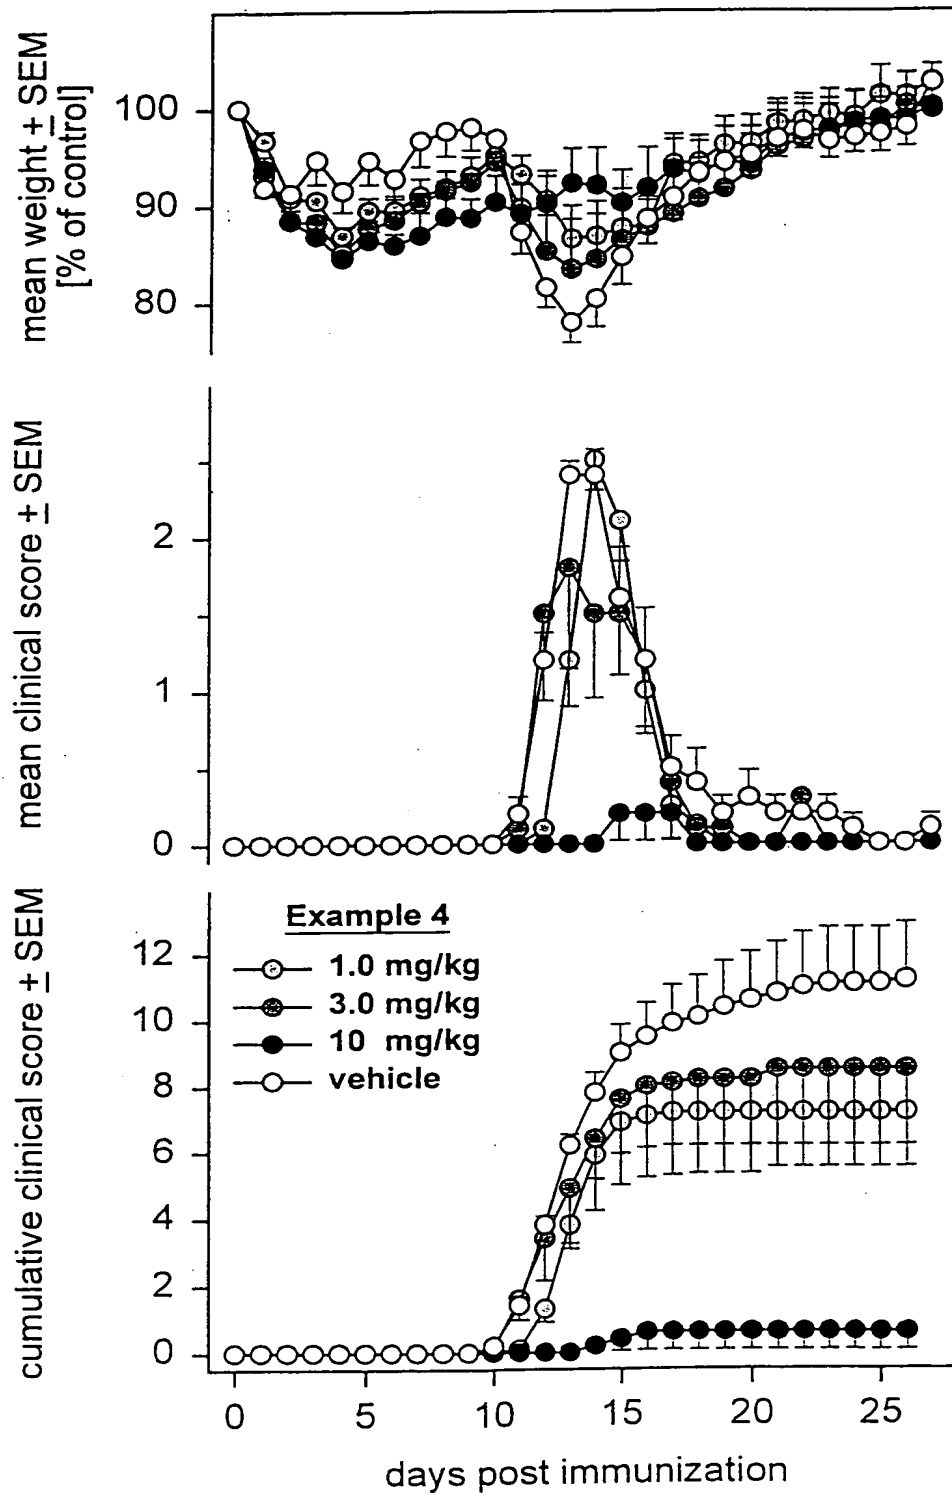 mean weight ± SEM
[% of control]
100
90
80
mean clinical score ± SEM
2
1
0
cumulative clinical score ± SEM
12
10
8
6
4
2
0
Example 4
1.0 mg/kg
3.0 mg/kg
10 mg/kg
vehicle
0 5 10 15 20 25
days post immunization